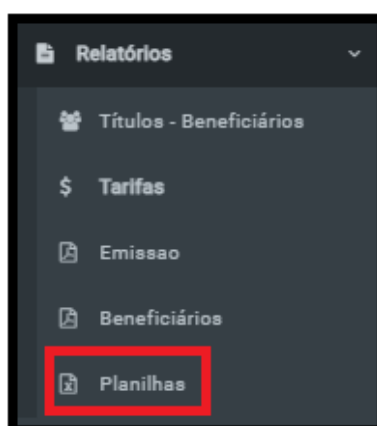 Relatórios
Títulos - Beneficiários
$ Tarifas
Emissao
Beneficiários
Planilhas